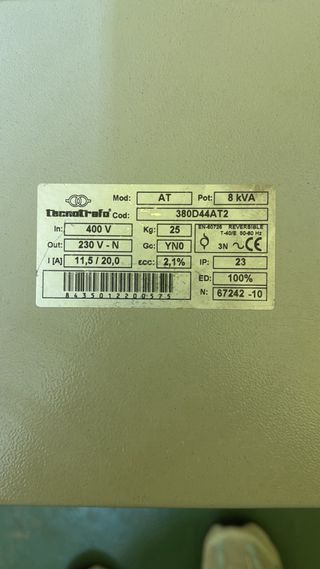 tecnotrafo® Mod: AT Pot: 8 kVA
Cod: 380D44AT2
In: 400 V Kg: 25 EN-60726 REVERSIBLE
T-40/E 50-60 Hz
Out: 230 V - N Gc: YN0 3N ~ CE
I [A] 11,5 / 20,0 εcc: 2,1% IP: 23
ED: 100%
8435012200575 N: 67242 -10